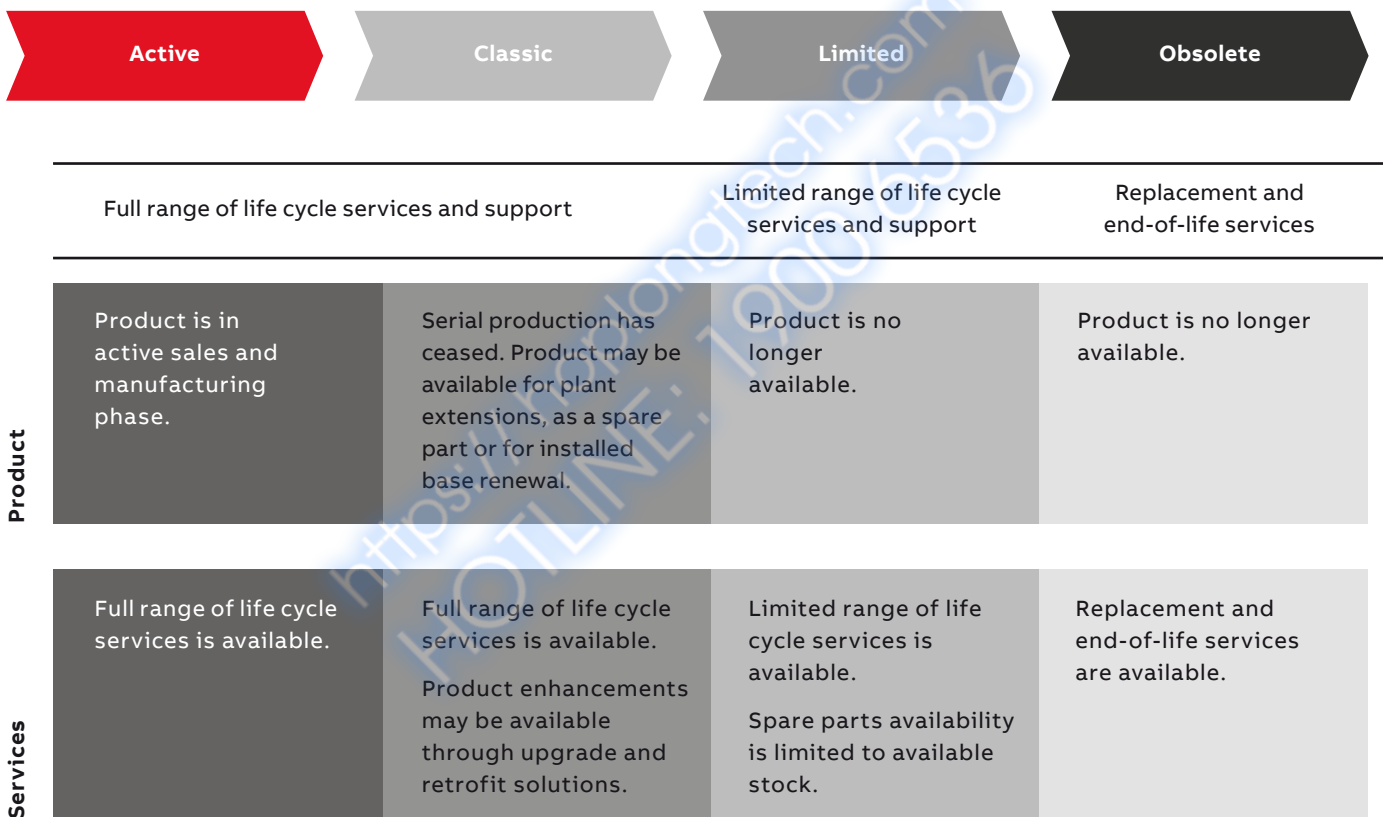 Active
Classic
Limited
Obsolete
Full range of life cycle services and support
Limited range of life cycle
services and support
Replacement and
end-of-life services
Product
Product is in
active sales and
manufacturing
phase.
Serial production has
ceased. Product may be
available for plant
extensions, as a spare
part or for installed
base renewal.
Product is no
longer
available.
Product is no longer
available.
Services
Full range of life cycle
services is available.
Full range of life cycle
services is available.
Product enhancements
may be available
through upgrade and
retrofit solutions.
Limited range of life
cycle services is
available.
Spare parts availability
is limited to available
stock.
Replacement and
end-of-life services
are available.
https://hoplongtech.com
HOTLINE: 1900 6536